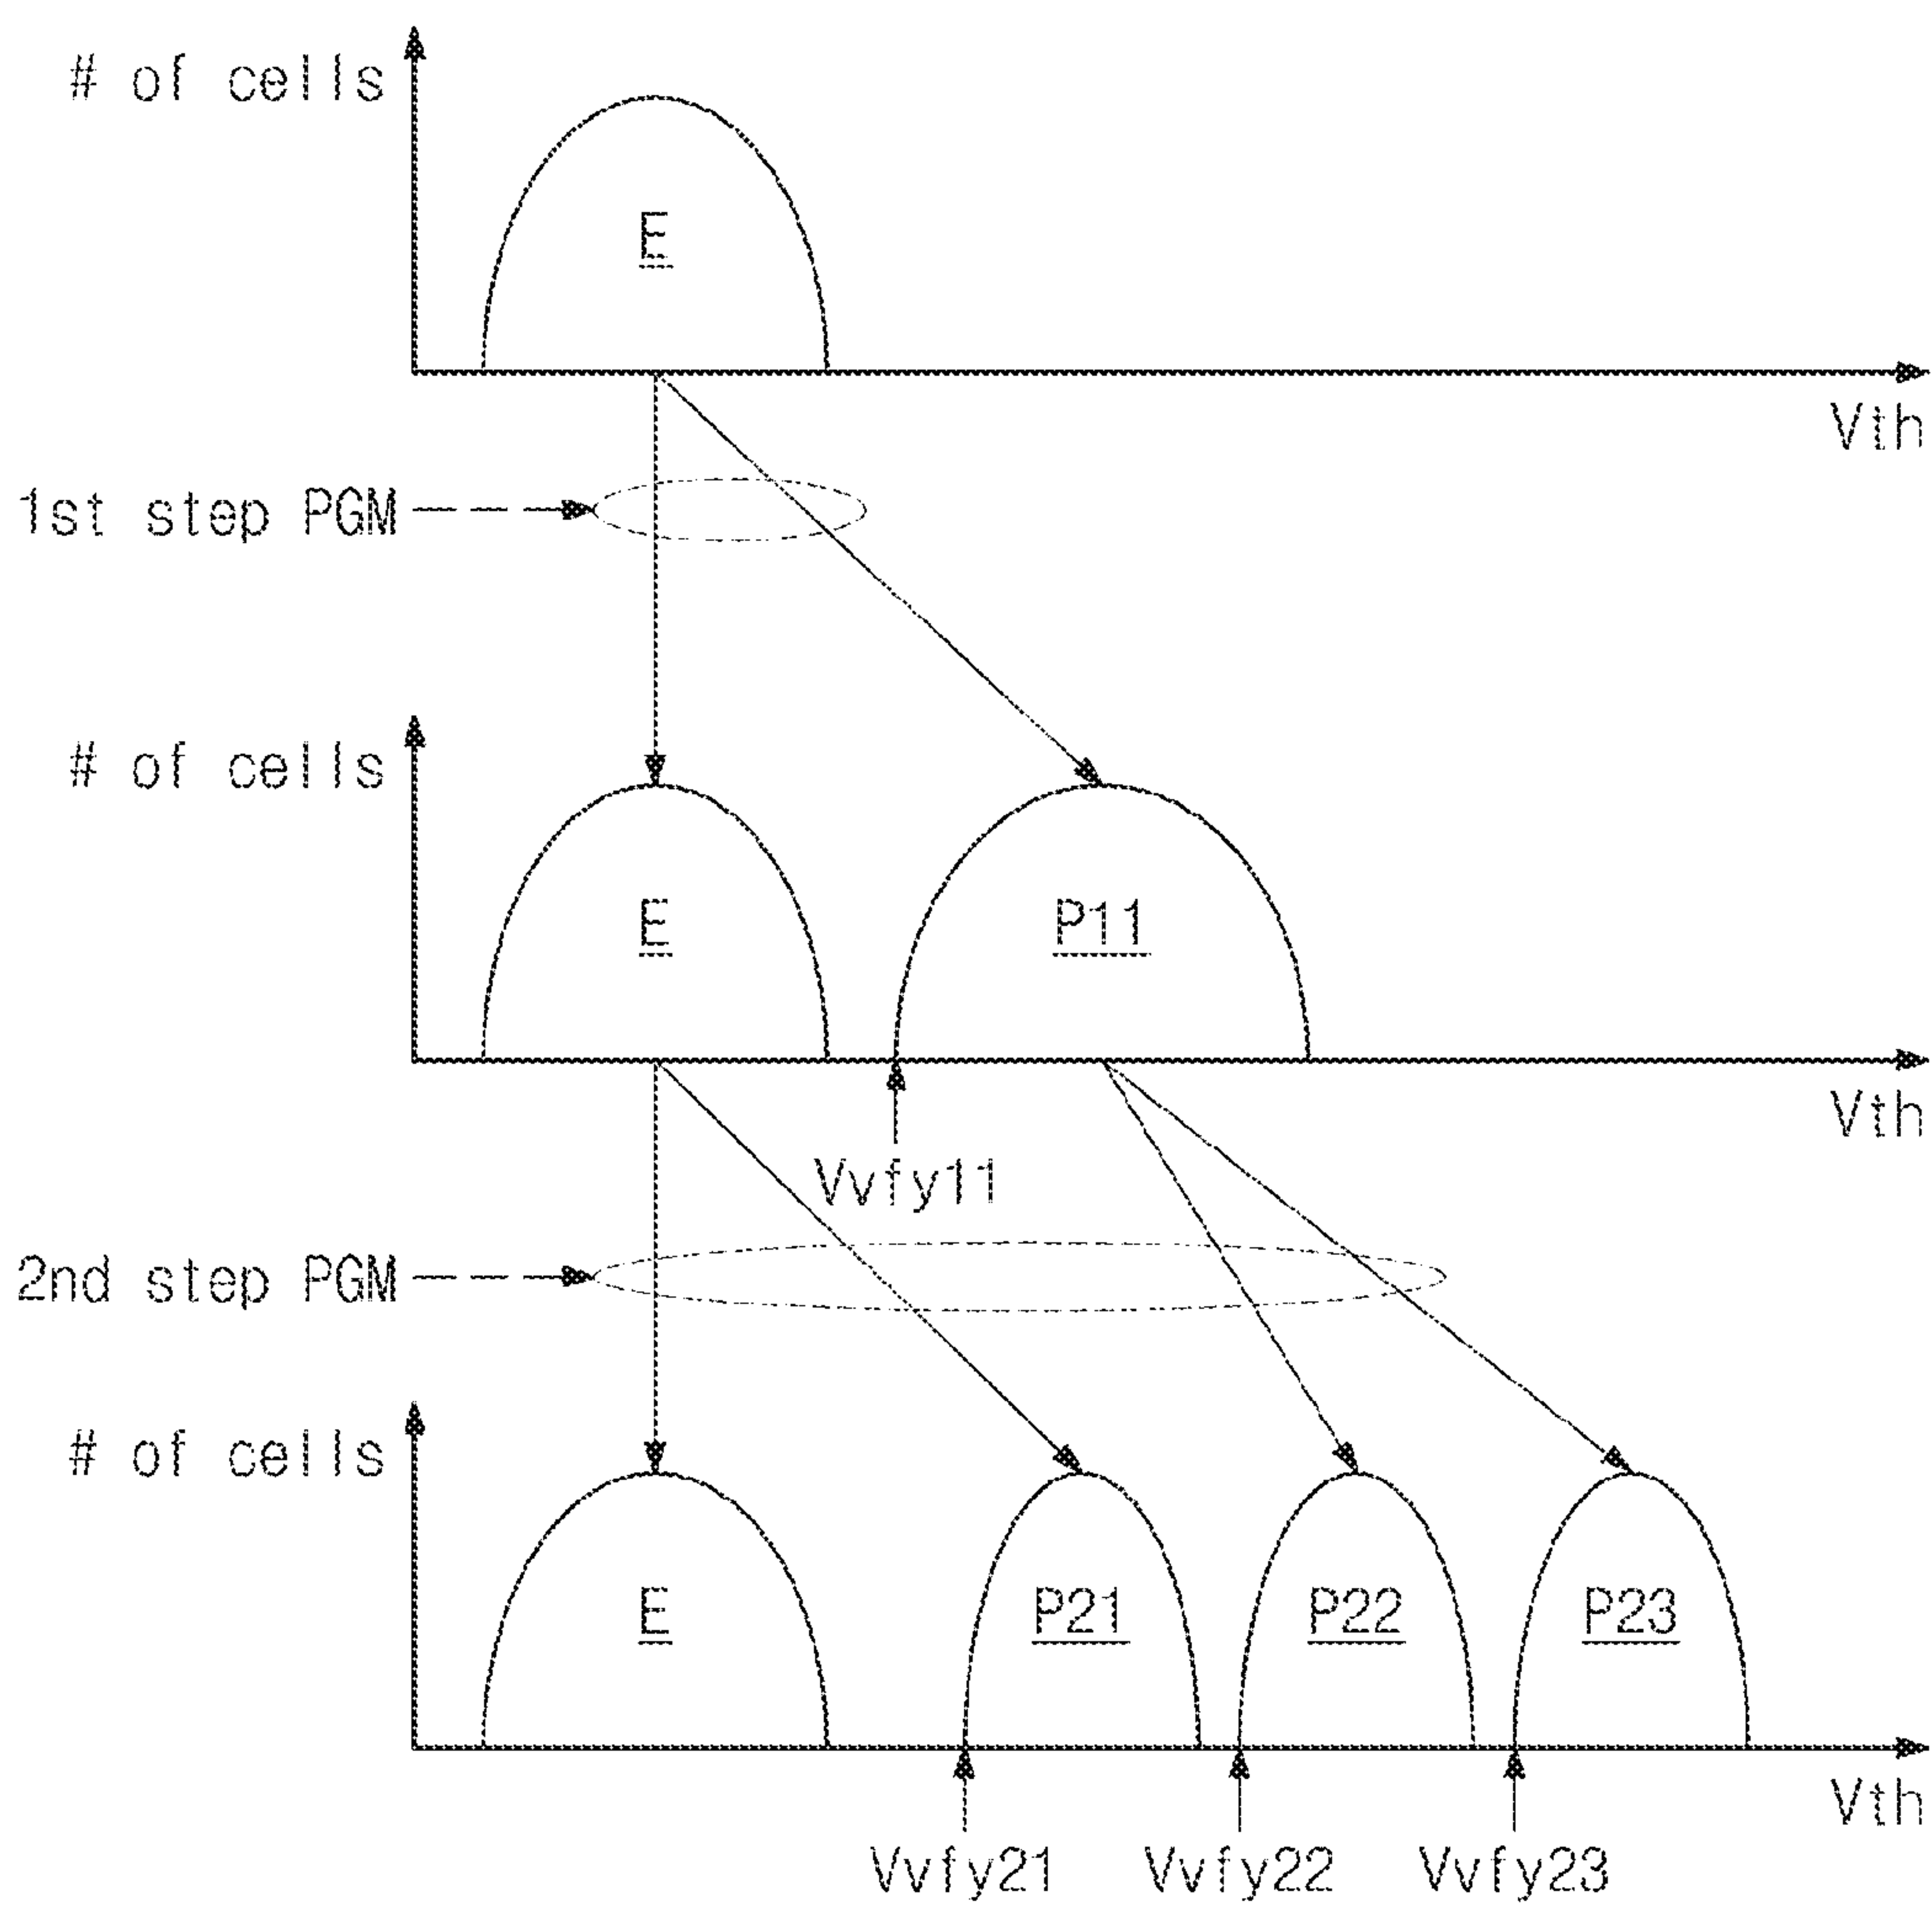 # of cells
E
Vth
1st step PGM
# of cells
E
P11
Vth
Vvfy11
2nd step PGM
# of cells
E
P21
P22
P23
Vth
Vvfy21
Vvfy22
Vvfy23